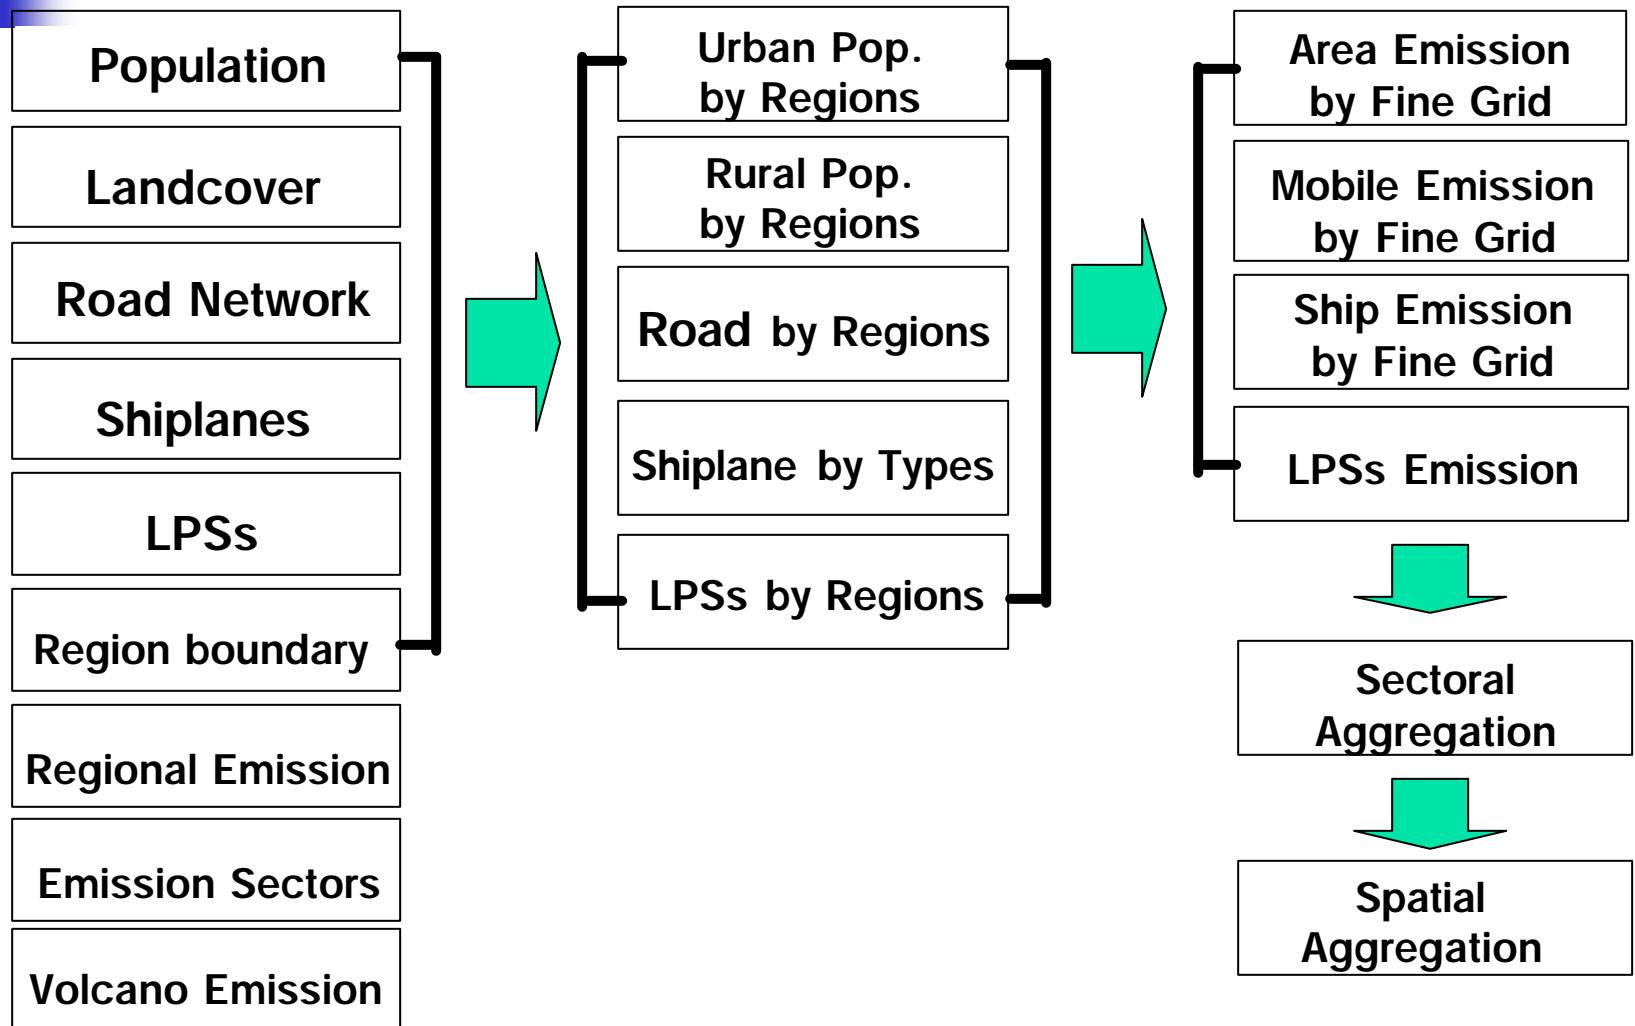 Population
Landcover
Road Network
Shiplanes
LPSs
Region boundary
Regional Emission
Emission Sectors
Volcano Emission
Urban Pop.
by Regions
Rural Pop.
by Regions
Road by Regions
Shiplane by Types
LPSs by Regions
Area Emission
by Fine Grid
Mobile Emission
by Fine Grid
Ship Emission
by Fine Grid
LPSs Emission
Sectoral
Aggregation
Spatial
Aggregation